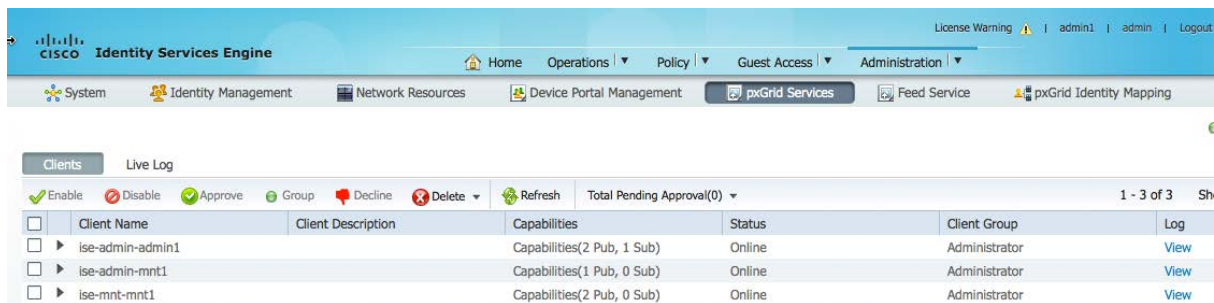 License Warning | admin1 | admin | Logout
CISCO Identity Services Engine
Home Operations Policy Guest Access Administration
System Identity Management Network Resources Device Portal Management pxGrid Services Feed Service pxGrid Identity Mapping
Clients Live Log
Enable Disable Approve Group Decline Delete Refresh Total Pending Approval(0) 1 - 3 of 3
Client Name Client Description Capabilities Status Client Group Log
ise-admin-admin1 Capabilities(2 Pub, 1 Sub) Online Administrator View
ise-admin-mnt1 Capabilities(1 Pub, 0 Sub) Online Administrator View
ise-mnt-mnt1 Capabilities(2 Pub, 0 Sub) Online Administrator View